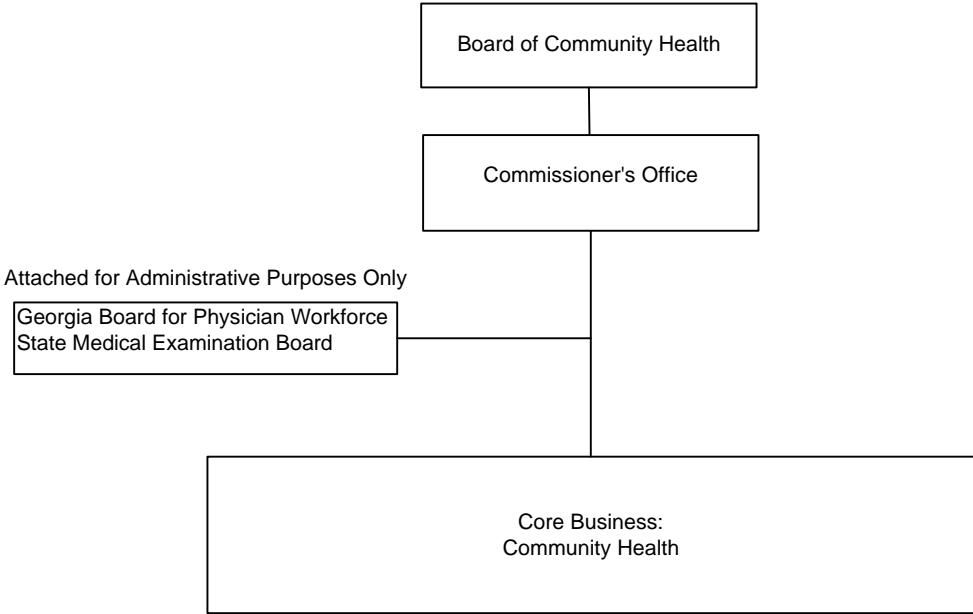 Board of Community Health
Commissioner's Office
Attached for Administrative Purposes Only
Georgia Board for Physician Workforce
State Medical Examination Board
Core Business:
Community Health